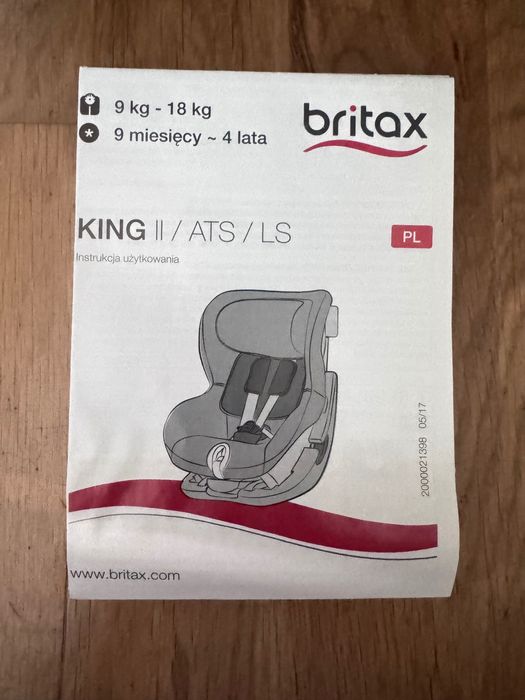 9 kg - 18 kg
9 miesięcy ~ 4 lata
britax
KING II / ATS / LS
PL
Instrukcja użytkowania
2000021398 05/17
www.britax.com